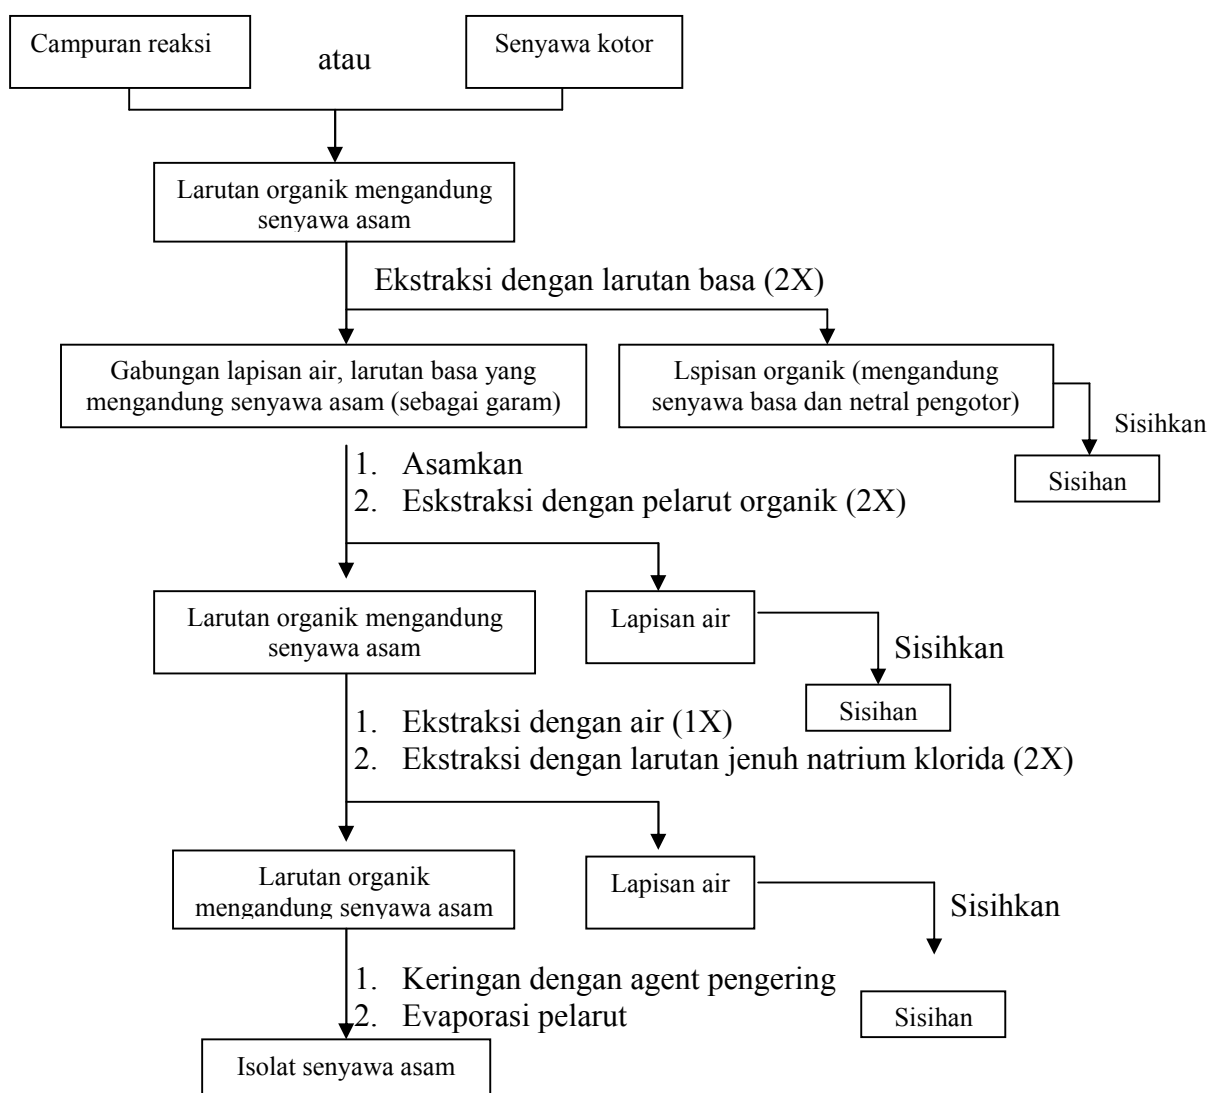 Campuran reaksi
atau
Senyawa kotor
Larutan organik mengandung
senyawa asam
Ekstraksi dengan larutan basa (2X)
Gabungan lapisan air, larutan basa yang
mengandung senyawa asam (sebagai garam)
Lspisan organik (mengandung
senyawa basa dan netral pengotor)
Sisihkan
Sisihan
1. Asamkan
2. Eskstraksi dengan pelarut organik (2X)
Larutan organik mengandung
senyawa asam
Lapisan air
Sisihkan
Sisihan
1. Ekstraksi dengan air (1X)
2. Ekstraksi dengan larutan jenuh natrium klorida (2X)
Larutan organik
mengandung senyawa asam
Lapisan air
Sisihkan
Sisihan
1. Keringan dengan agent pengering
2. Evaporasi pelarut
Isolat senyawa asam